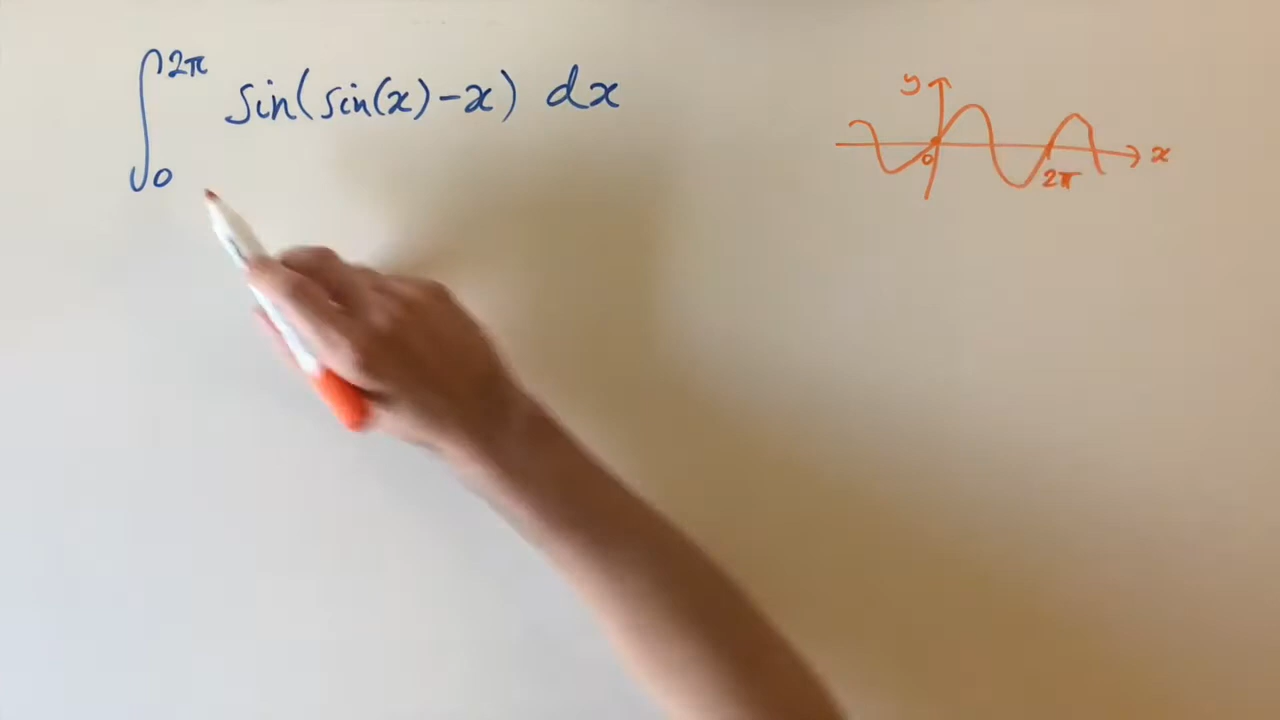 ∫₀^2π sin(sin(x)-x) dx
y
0
2π
x